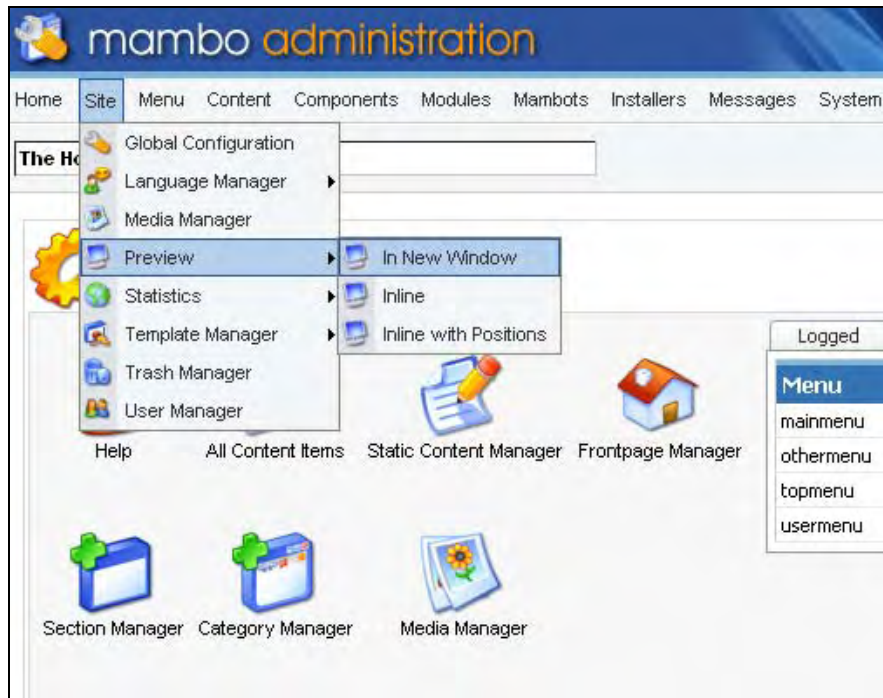 mambo administration
Home Site Menu Content Components Modules Mambots Installers Messages System
The Ho
Global Configuration
Language Manager
Media Manager
Preview
In New Window
Statistics
Inline
Template Manager
Inline with Positions
Trash Manager
User Manager
Logged
Menu
mainmenu
othermenu
topmenu
usermenu
Help All Content Items Static Content Manager Frontpage Manager
Section Manager Category Manager Media Manager